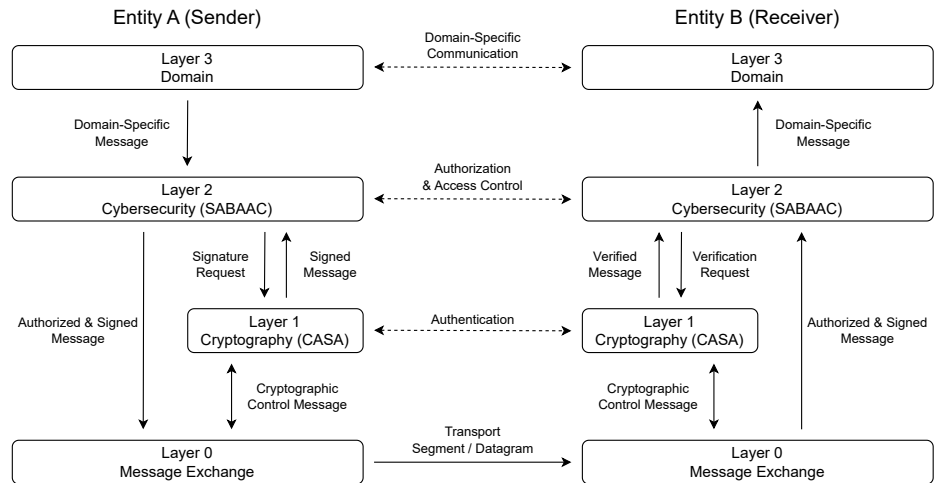 Entity A (Sender)
Entity B (Receiver)
Layer 3
Domain
Domain-Specific
Communication
Layer 3
Domain
Domain-Specific
Message
Domain-Specific
Message
Layer 2
Cybersecurity (SABAAC)
Authorization
& Access Control
Layer 2
Cybersecurity (SABAAC)
Signature
Request
Signed
Message
Verified
Message
Verification
Request
Authorized & Signed
Message
Layer 1
Cryptography (CASA)
Authentication
Layer 1
Cryptography (CASA)
Authorized & Signed
Message
Cryptographic
Control Message
Cryptographic
Control Message
Layer 0
Message Exchange
Transport
Segment / Datagram
Layer 0
Message Exchange